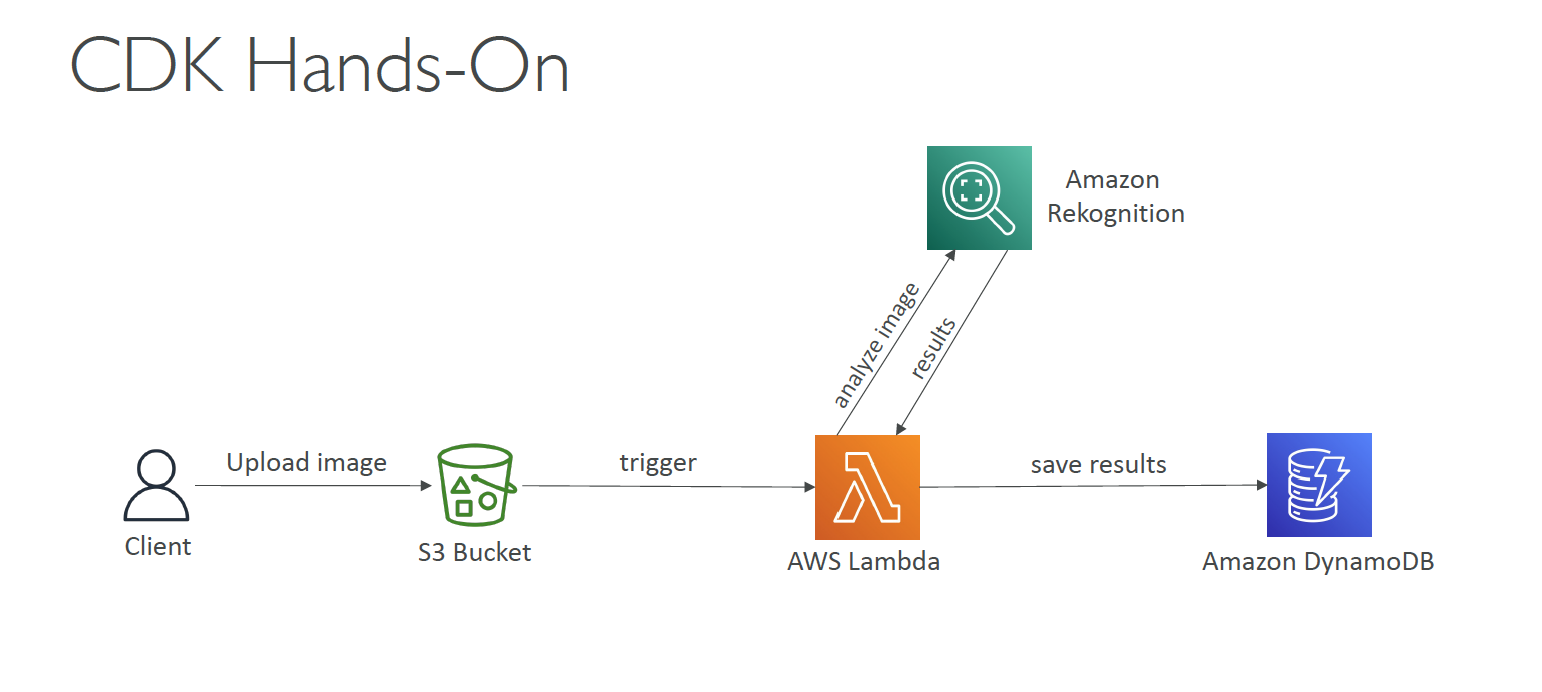 CDK Hands-On
Amazon
Rekognition
analyze image
results
Upload image
trigger
save results
Client
S3 Bucket
AWS Lambda
Amazon DynamoDB